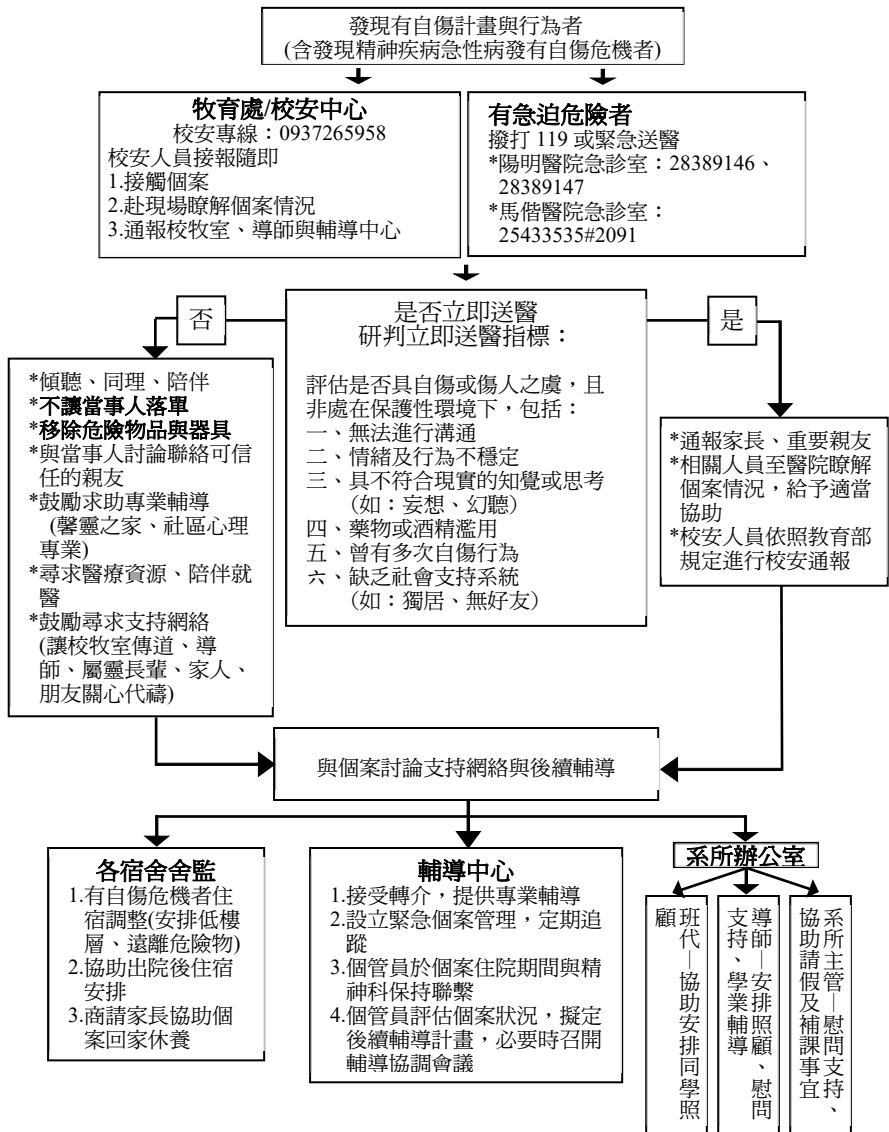 發現有自傷計畫與行為者
(含發現精神疾病急性病發有自傷危機者)
牧育處/校安中心
校安專線：0937265958
校安人員接報隨即
1.接觸個案
2.赴現場瞭解個案情況
3.通報校牧室、導師與輔導中心
有急迫危險者
撥打 119 或緊急送醫
*陽明醫院急診室：28389146、
28389147
*馬偕醫院急診室：
25433535#2091
否
是否立即送醫
研判立即送醫指標：
評估是否具自傷或傷人之虞，且
非處在保護性環境下，包括：
一、無法進行溝通
二、情緒及行為不穩定
三、具不符合現實的知覺或思考
(如：妄想、幻聽)
四、藥物或酒精濫用
五、曾有多次自傷行為
六、缺乏社會支持系統
(如：獨居、無好友)
是
*傾聽、同理、陪伴
*不讓當事人落單
*移除危險物品與器具
*與當事人討論聯絡可信
任的親友
*鼓勵求助專業輔導
(馨靈之家、社區心理
專業)
*尋求醫療資源、陪伴就
醫
*鼓勵尋求支持網絡
(讓校牧室傳道、導
師、屬靈長輩、家人、
朋友關心代禱)
*通報家長、重要親友
*相關人員至醫院瞭解
個案情況，給予適當
協助
*校安人員依照教育部
規定進行校安通報
與個案討論支持網絡與後續輔導
各宿舍舍監
1.有自傷危機者住
宿調整(安排低樓
層、遠離危險物)
2.協助出院後住宿
安排
3.商請家長協助個
案回家休養
輔導中心
1.接受轉介，提供專業輔導
2.設立緊急個案管理，定期追
蹤
3.個管員於個案住院期間與精
神科保持聯繫
4.個管員評估個案狀況，擬定
後續輔導計畫，必要時召開
輔導協調會議
系所辦公室
班代—協助安排同學照
顧
導師—安排照顧、慰問
支持、學業輔導
系所主管—慰問支持、
協助請假及補課事宜